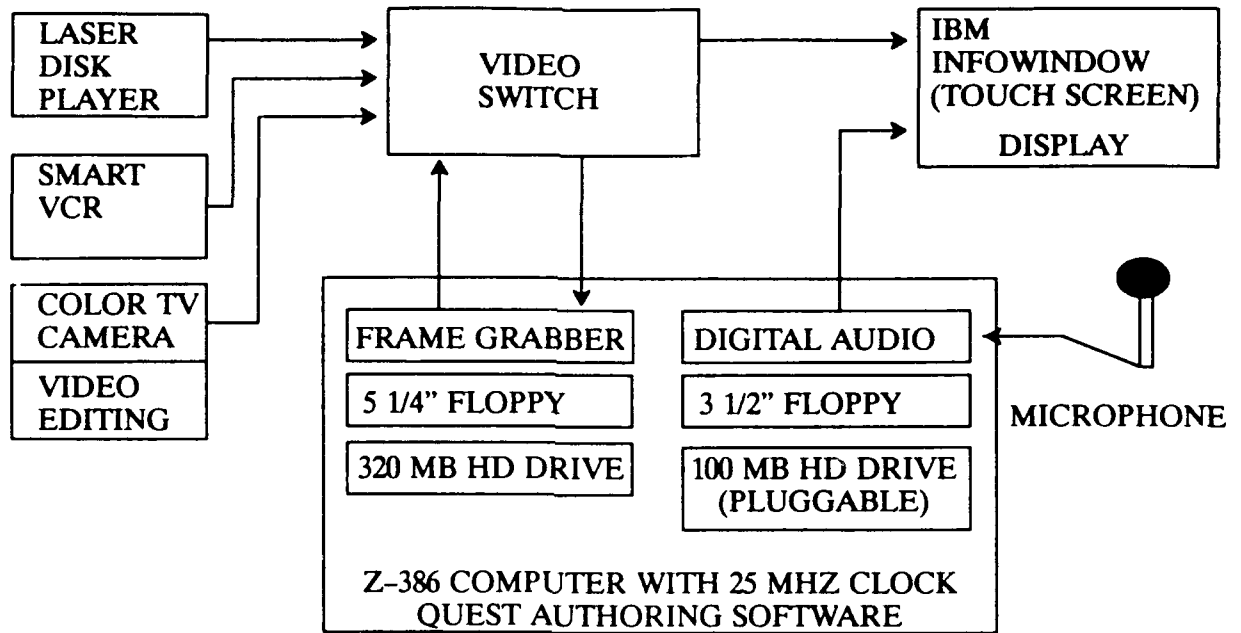 LASER
DISK
PLAYER
VIDEO
SWITCH
IBM
INFOWINDOW
(TOUCH SCREEN)
DISPLAY
SMART
VCR
COLOR TV
CAMERA
VIDEO
EDITING
FRAME GRABBER
DIGITAL AUDIO
5 1/4” FLOPPY
3 1/2” FLOPPY
320 MB HD DRIVE
100 MB HD DRIVE
(PLUGGABLE)
MICROPHONE
Z-386 COMPUTER WITH 25 MHZ CLOCK
QUEST AUTHORING SOFTWARE